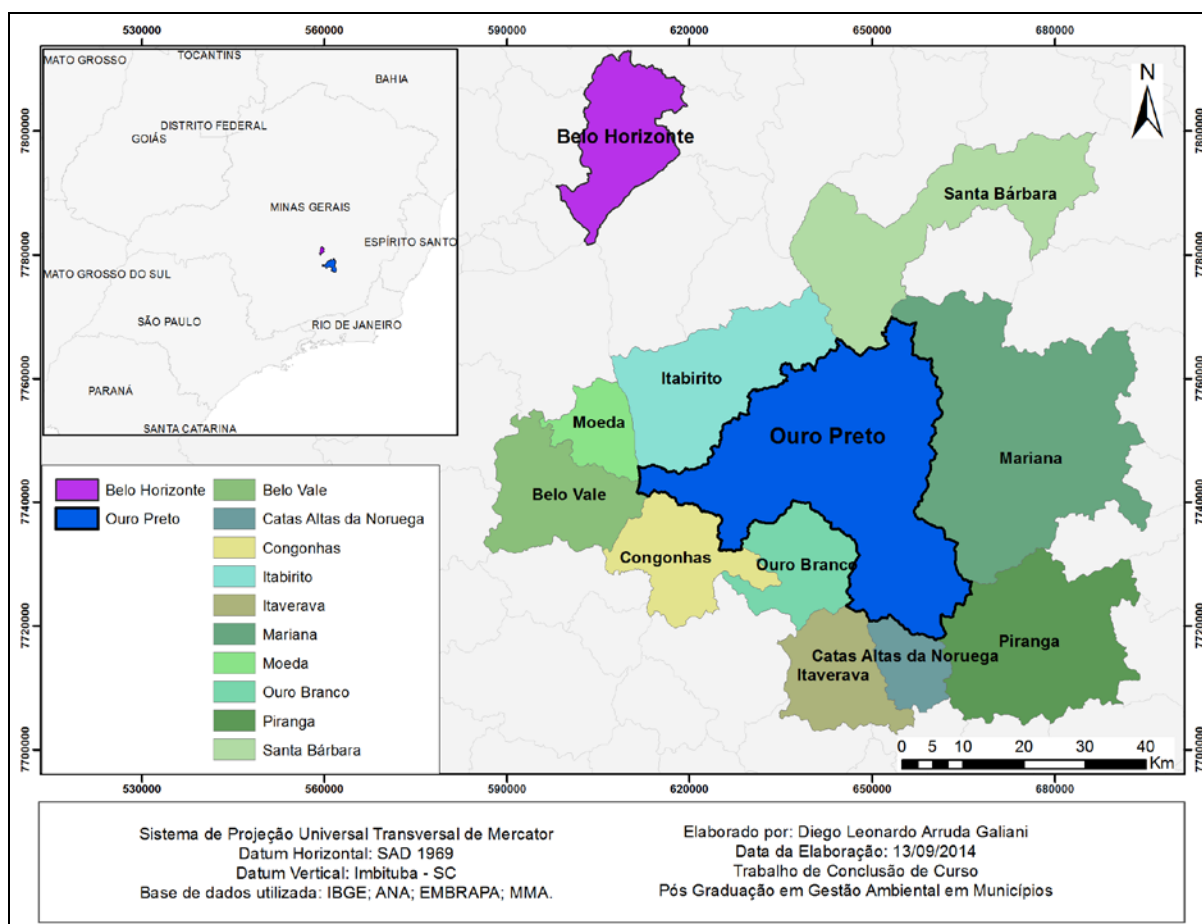 530000 560000 590000 620000 650000 680000
MATO GROSSO
TOCANTINS
BAHIA
DISTRITO FEDERAL
GOIÁS
MINAS GERAIS
ESPÍRITO SANTO
MATO GROSSO DO SUL
SÃO PAULO
RIO DE JANEIRO
PARANÁ
SANTA CATARINA
N
Belo Horizonte
Santa Bárbara
Itabirito
Moeda
Ouro Preto
Mariana
Belo Vale
Congonhas
Ouro Branco
Piranga
Catas Altas da Noruega
Itaverava
7800000
7780000
7760000
7740000
7720000
7700000
7800000
7780000
7760000
7740000
7720000
7700000
Belo Horizonte
Ouro Preto
Belo Vale
Catas Altas da Noruega
Congonhas
Itabirito
Itaverava
Mariana
Moeda
Ouro Branco
Piranga
Santa Bárbara
0 5 10 20 30 40
Km
530000 560000 590000 620000 650000 680000
Sistema de Projeção Universal Transversal de Mercator
Datum Horizontal: SAD 1969
Datum Vertical: Imbituba - SC
Base de dados utilizada: IBGE; ANA; EMBRAPA; MMA.
Elaborado por: Diego Leonardo Arruda Galiani
Data da Elaboração: 13/09/2014
Trabalho de Conclusão de Curso
Pós Graduação em Gestão Ambiental em Municípios